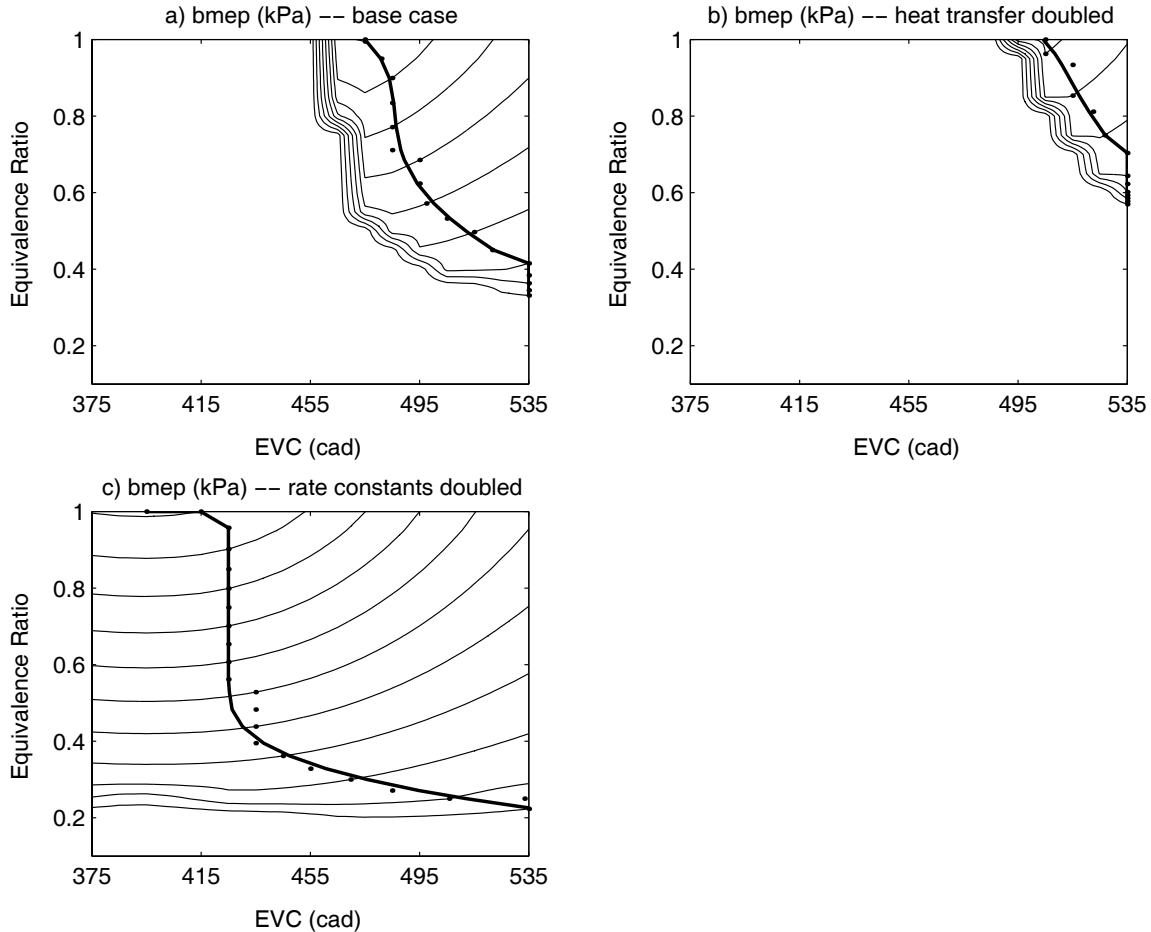 a) bmep (kPa) −− base case
1
0.8
0.6
0.4
0.2
Equivalence Ratio
375 415 455 495 535
EVC (cad)
b) bmep (kPa) −− heat transfer doubled
1
0.8
0.6
0.4
0.2
Equivalence Ratio
375 415 455 495 535
EVC (cad)
c) bmep (kPa) −− rate constants doubled
1
0.8
0.6
0.4
0.2
Equivalence Ratio
375 415 455 495 535
EVC (cad)